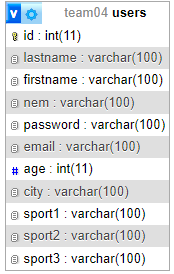 v team04 users
id : int(11)
lastname : varchar(100)
firstname : varchar(100)
nem : varchar(100)
password : varchar(100)
email : varchar(100)
# age : int(11)
city : varchar(100)
sport1 : varchar(100)
sport2 : varchar(100)
sport3 : varchar(100)